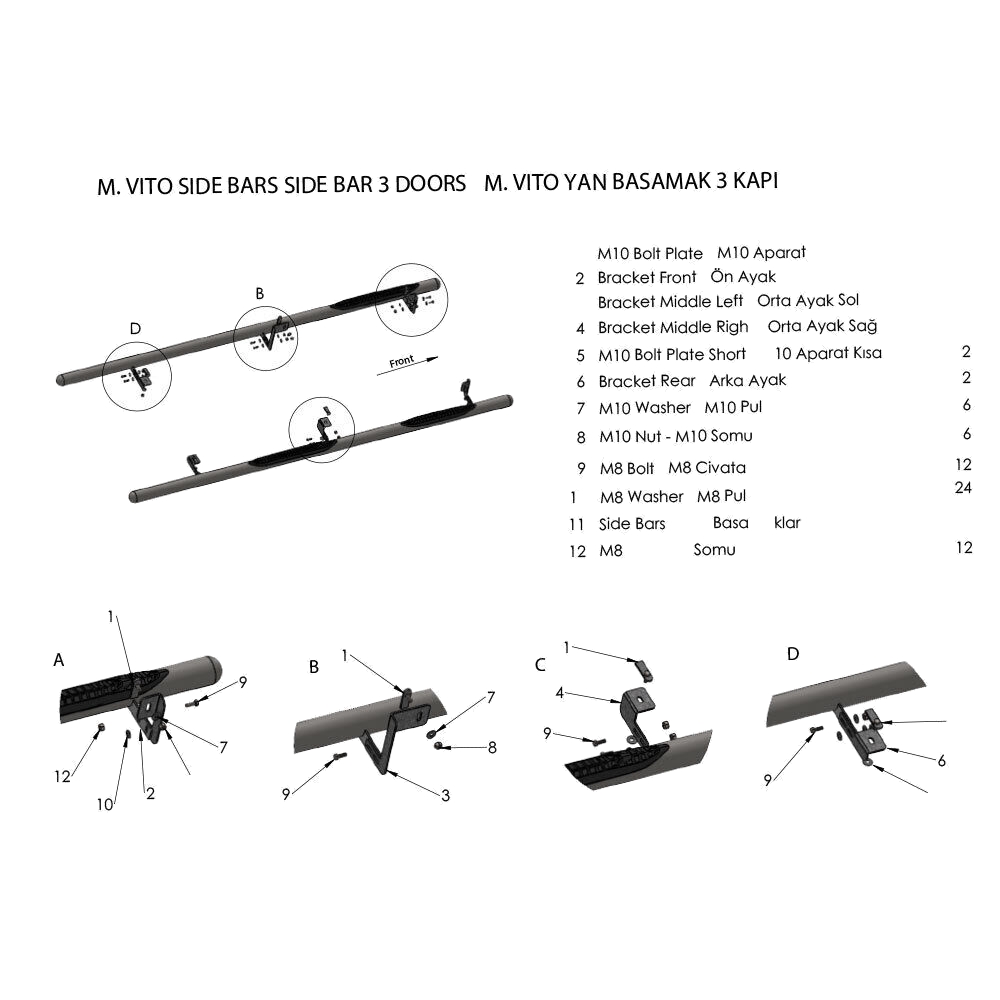 M. VITO SIDE BARS SIDE BAR 3 DOORS M. VITO YAN BASAMAK 3 KAPI
M10 Bolt Plate M10 Aparat
2 Bracket Front Ön Ayak
Bracket Middle Left Orta Ayak Sol
4 Bracket Middle Righ Orta Ayak Sağ
5 M10 Bolt Plate Short 10 Aparat Kısa 2
6 Bracket Rear Arka Ayak 2
7 M10 Washer M10 Pul 6
8 M10 Nut - M10 Somu 6
9 M8 Bolt M8 Civata 12
1 M8 Washer M8 Pul 24
11 Side Bars Basa klar
12 M8 Somu 12
B
D
Front
A
1
9
7
12
10
2
B
1
7
8
9
3
C
1
4
9
D
6
9